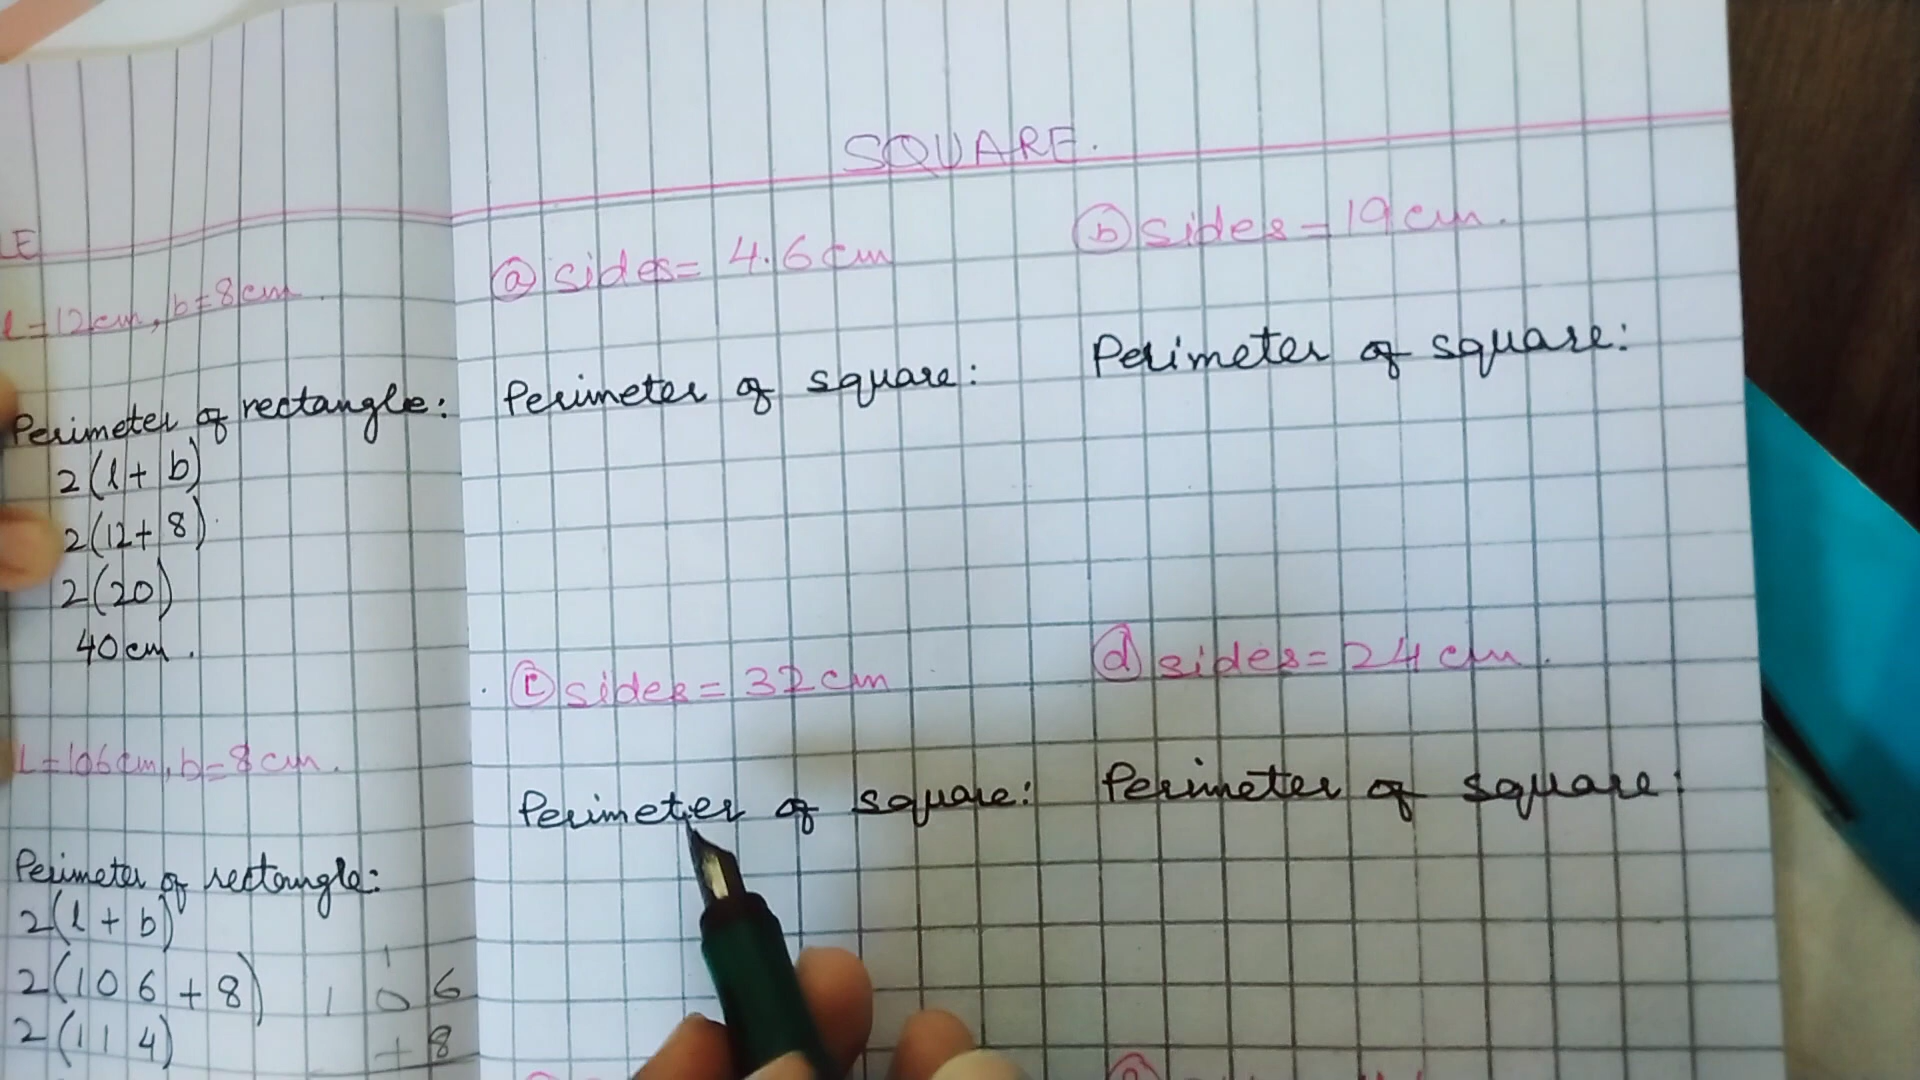 LE
l=12cm, b=8cm.
Perimeter of rectangle:
2(l+b)
2(12+8)
2(20)
40cm.
L=106cm, b=8cm.
Perimeter of rectangle:
2(l+b)
2(106+8)
2(114)
1
106
+8
SQUARE.
ⓐ sides= 4.6cm
Perimeter of square:
ⓑ sides=19cm.
Perimeter of square:
ⓒ sides=32cm
Perimeter of square:
ⓓ sides=24cm.
Perimeter of square: